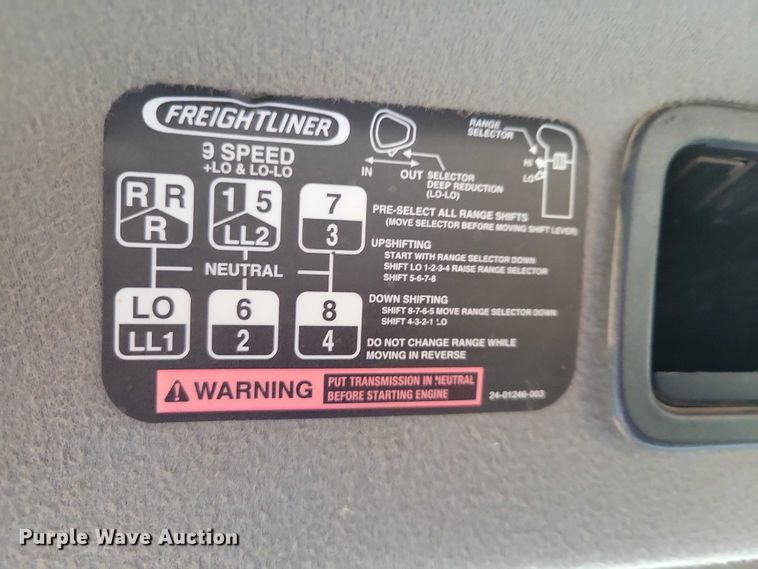 FREIGHTLINER
9 SPEED
+LO & LO-LO
RANGE
SELECTOR
HI
LO
IN
OUT
SELECTOR
DEEP REDUCTION
(LO-LO)
R R
R
1 5
LL2
7
3
NEUTRAL
LO
LL1
6
2
8
4
PRE-SELECT ALL RANGE SHIFTS
(MOVE SELECTOR BEFORE MOVING SHIFT LEVER)
UPSHIFTING
START WITH RANGE SELECTOR DOWN
SHIFT LO 1-2-3-4 RAISE RANGE SELECTOR
SHIFT 5-6-7-8
DOWN SHIFTING
SHIFT 8-7-6-5 MOVE RANGE SELECTOR DOWN
SHIFT 4-3-2-1 LO
DO NOT CHANGE RANGE WHILE
MOVING IN REVERSE
WARNING
PUT TRANSMISSION IN NEUTRAL
BEFORE STARTING ENGINE
24-01246-003
Purple Wave Auction